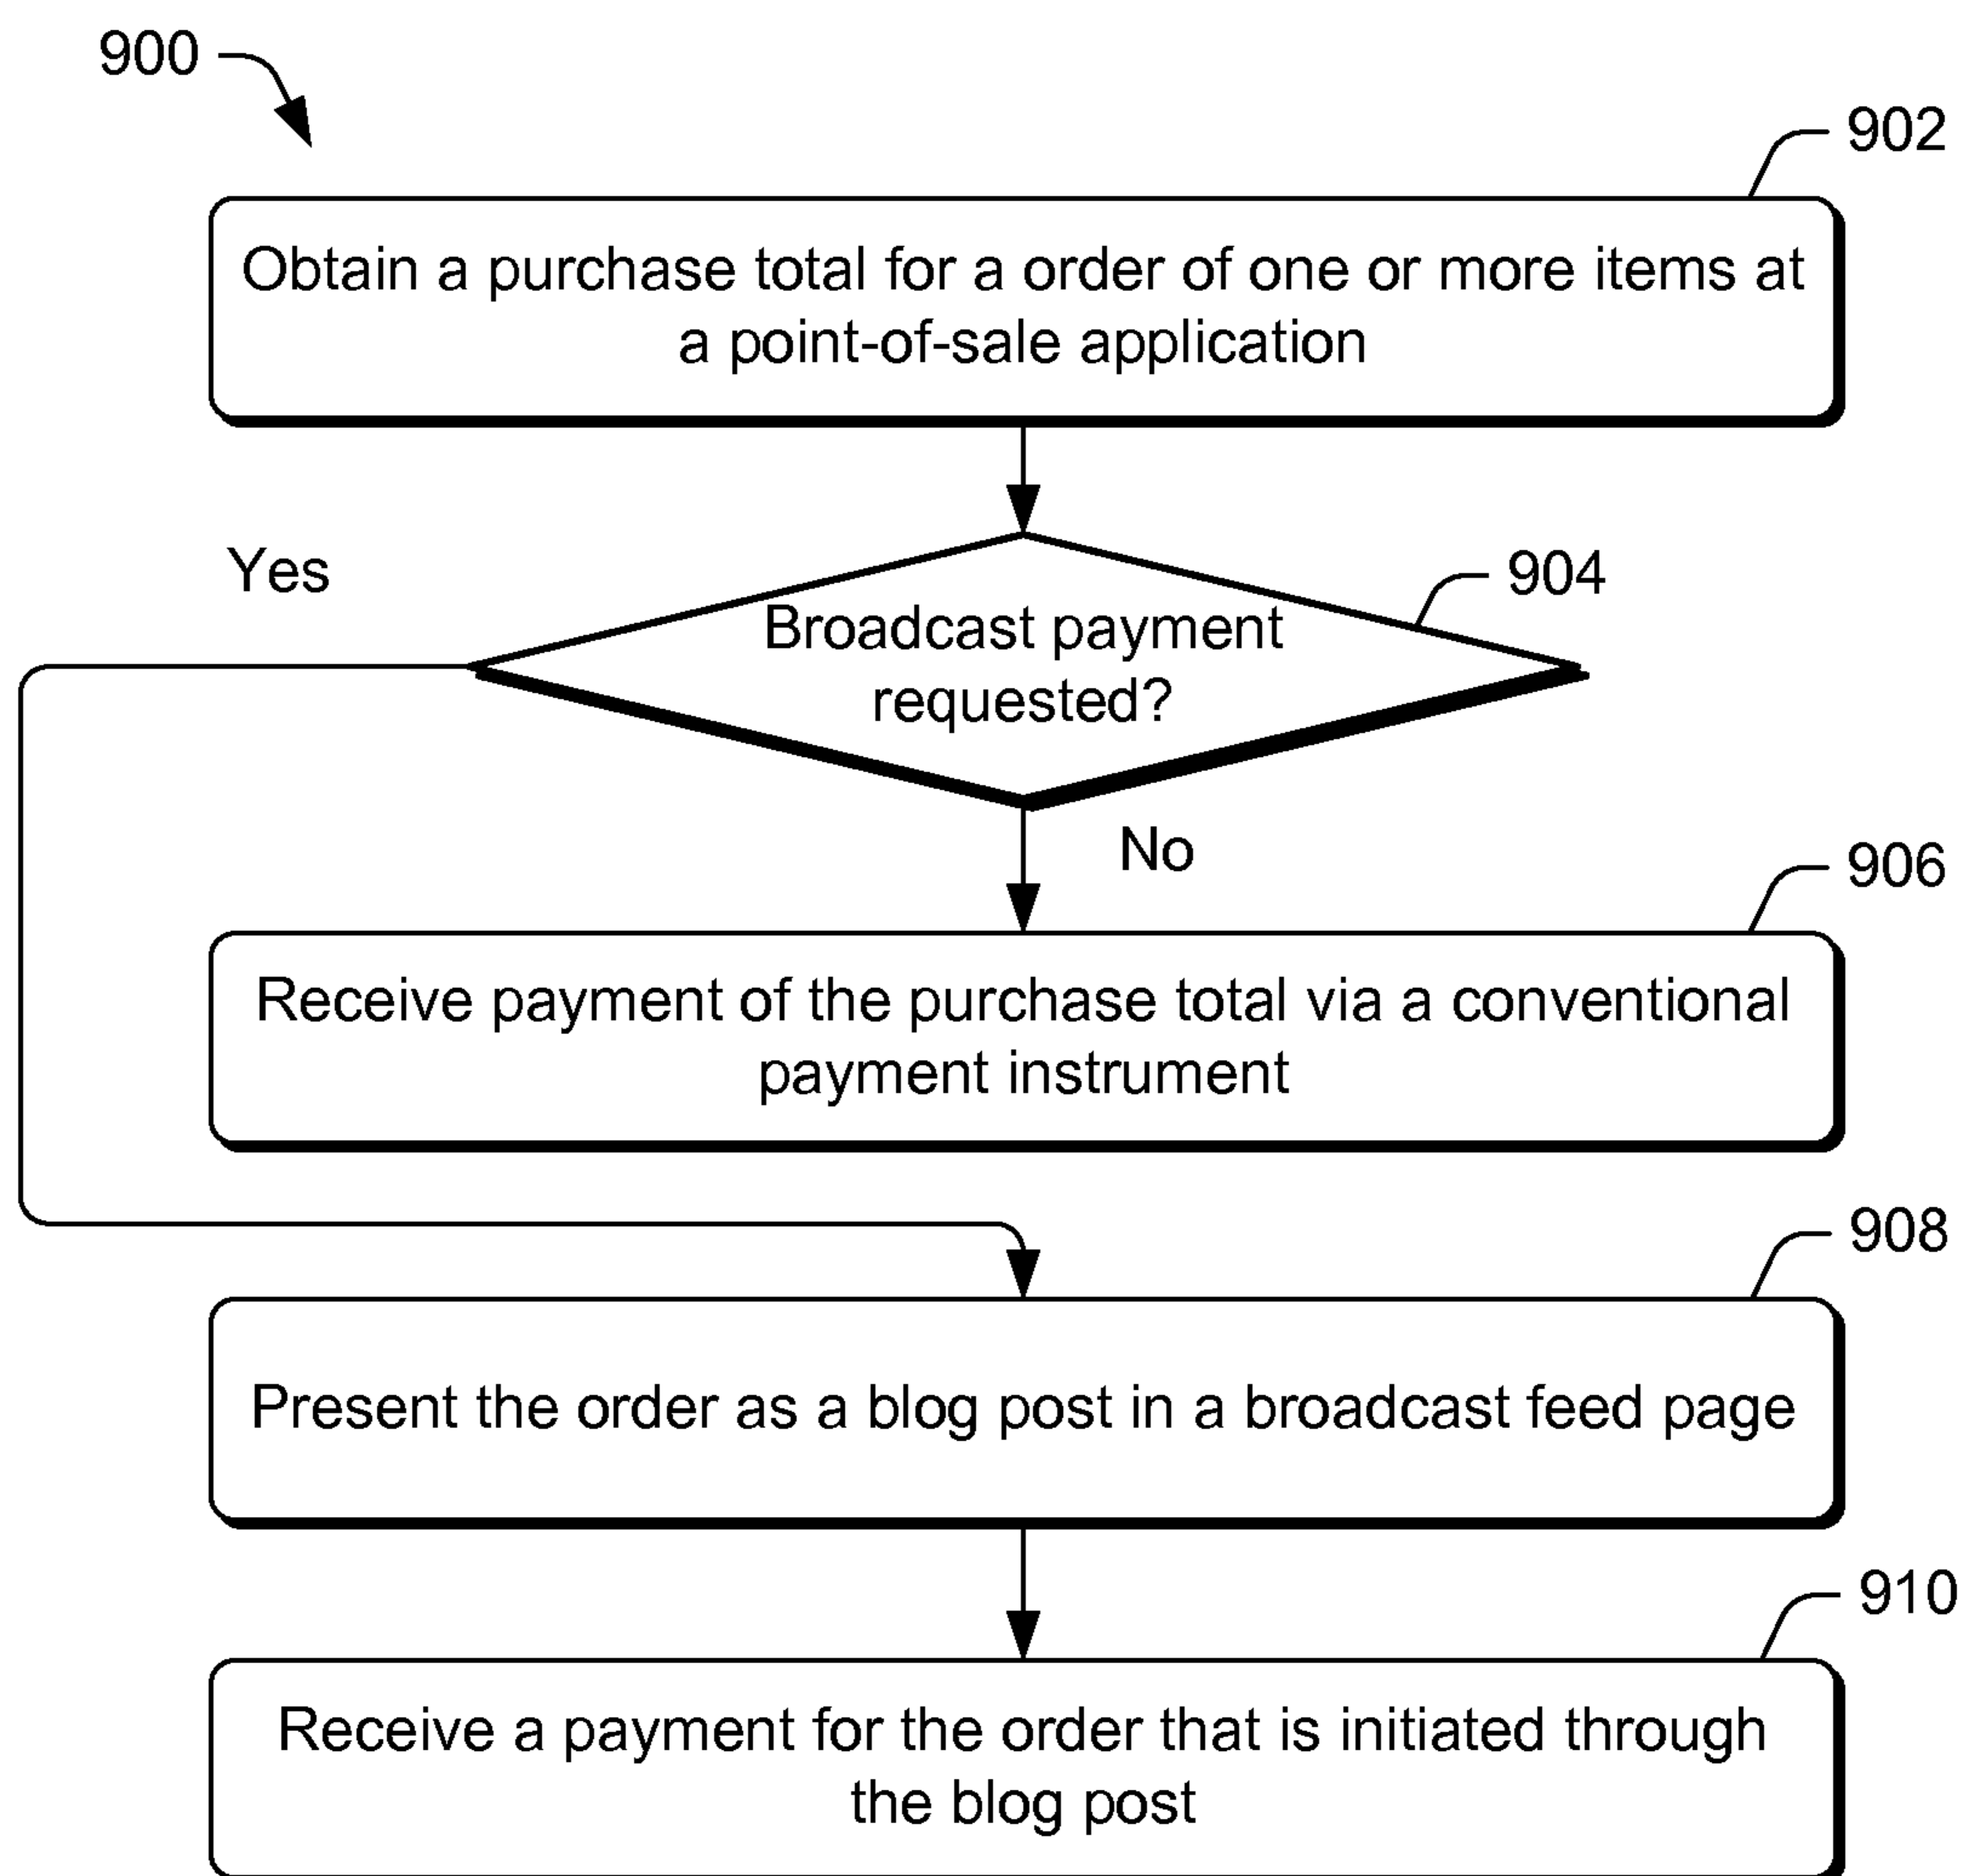 900
902
Obtain a purchase total for a order of one or more items at
a point-of-sale application
Yes
904
Broadcast payment
requested?
No
906
Receive payment of the purchase total via a conventional
payment instrument
908
Present the order as a blog post in a broadcast feed page
910
Receive a payment for the order that is initiated through
the blog post